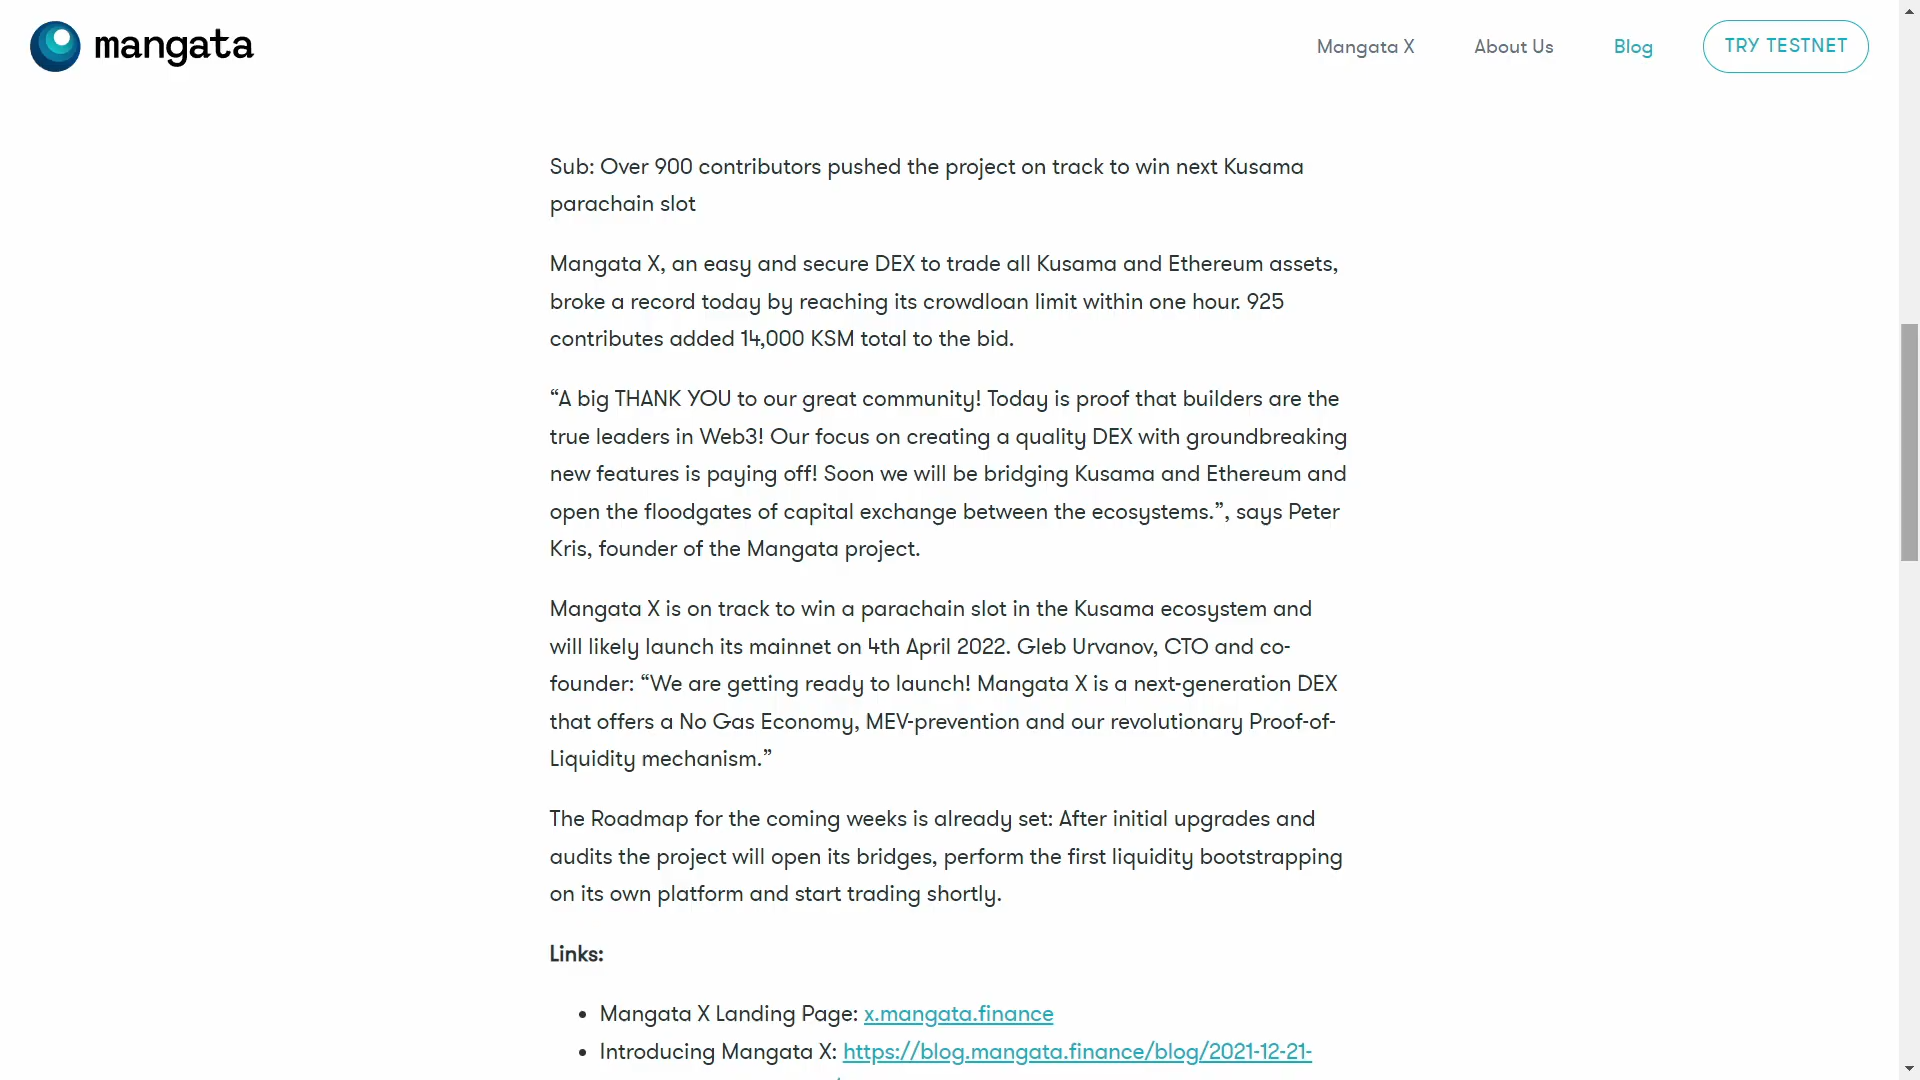 mangata
Mangata X
About Us
Blog
TRY TESTNET
Sub: Over 900 contributors pushed the project on track to win next Kusama
parachain slot
Mangata X, an easy and secure DEX to trade all Kusama and Ethereum assets,
broke a record today by reaching its crowdloan limit within one hour. 925
contributes added 14,000 KSM total to the bid.
“A big THANK YOU to our great community! Today is proof that builders are the
true leaders in Web3! Our focus on creating a quality DEX with groundbreaking
new features is paying off! Soon we will be bridging Kusama and Ethereum and
open the floodgates of capital exchange between the ecosystems.”, says Peter
Kris, founder of the Mangata project.
Mangata X is on track to win a parachain slot in the Kusama ecosystem and
will likely launch its mainnet on 4th April 2022. Gleb Urvanov, CTO and co-
founder: “We are getting ready to launch! Mangata X is a next-generation DEX
that offers a No Gas Economy, MEV-prevention and our revolutionary Proof-of-
Liquidity mechanism.”
The Roadmap for the coming weeks is already set: After initial upgrades and
audits the project will open its bridges, perform the first liquidity bootstrapping
on its own platform and start trading shortly.
Links:
• Mangata X Landing Page: x.mangata.finance
• Introducing Mangata X: https://blog.mangata.finance/blog/2021-12-21-